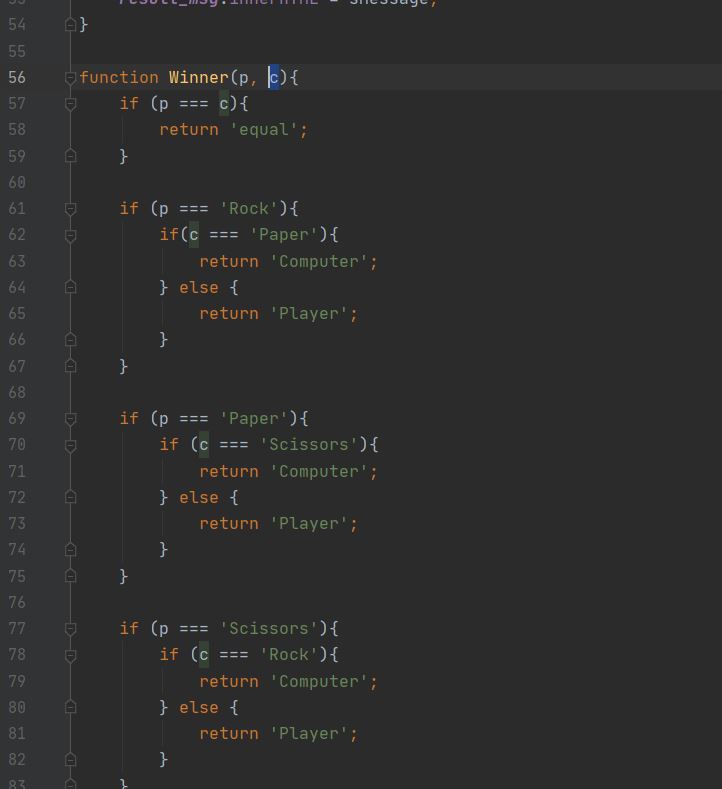 53 result_msg.innerHTML = sMessage;
54 }
55
56 function Winner(p, c){
57     if (p === c){
58         return 'equal';
59     }
60
61     if (p === 'Rock'){
62         if(c === 'Paper'){
63             return 'Computer';
64         } else {
65             return 'Player';
66         }
67     }
68
69     if (p === 'Paper'){
70         if (c === 'Scissors'){
71             return 'Computer';
72         } else {
73             return 'Player';
74         }
75     }
76
77     if (p === 'Scissors'){
78         if (c === 'Rock'){
79             return 'Computer';
80         } else {
81             return 'Player';
82         }
83     }